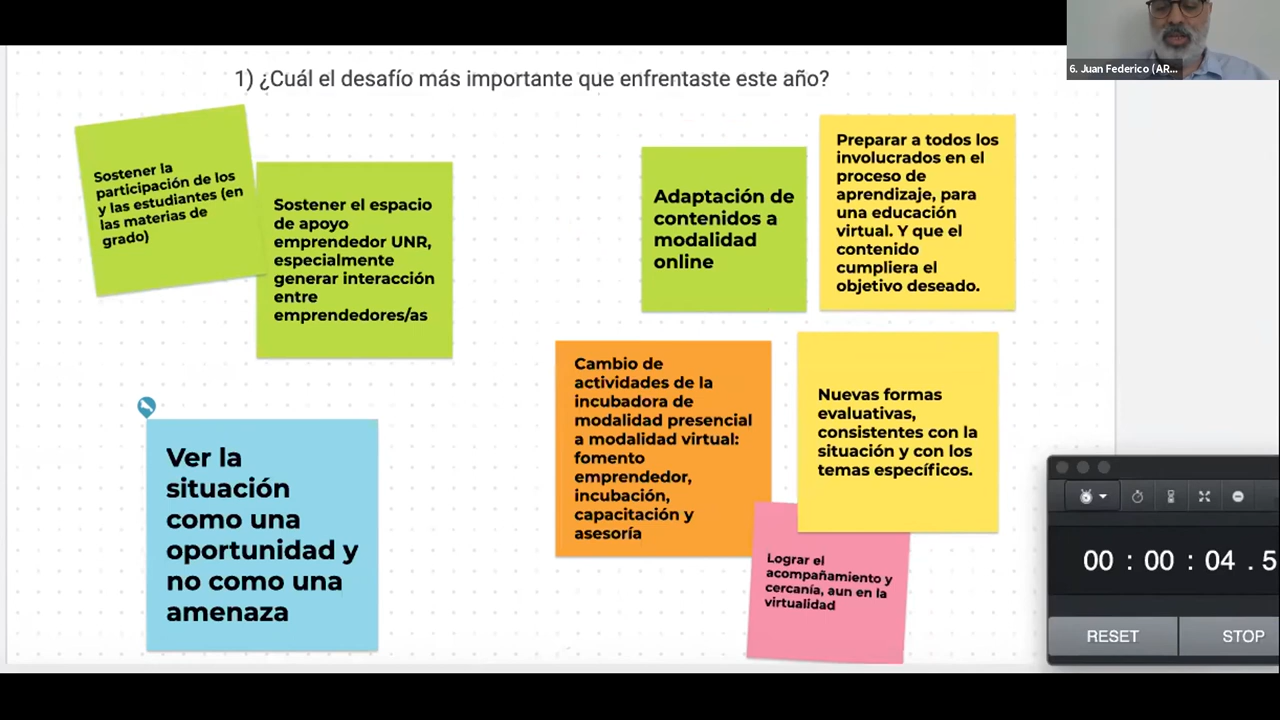 1) ¿Cuál el desafío más importante que enfrentaste este año?
6. Juan Federico (AR...
Sostener la
participación de los
y las estudiantes (en
las materias de
grado)
Sostener el espacio
de apoyo
emprendedor UNR,
especialmente
generar interacción
entre
emprendedores/as
Adaptación de
contenidos a
modalidad
online
Preparar a todos los
involucrados en el
proceso de
aprendizaje, para
una educación
virtual. Y que el
contenido
cumpliera el
objetivo deseado.
Ver la
situación
como una
oportunidad y
no como una
amenaza
Cambio de
actividades de la
incubadora de
modalidad presencial
a modalidad virtual:
fomento
emprendedor,
incubación,
capacitación y
asesoría
Nuevas formas
evaluativas,
consistentes con la
situación y con los
temas específicos.
Lograr el
acompañamiento y
cercanía, aun en la
virtualidad
00 : 00 : 04 . 5
RESET STOP